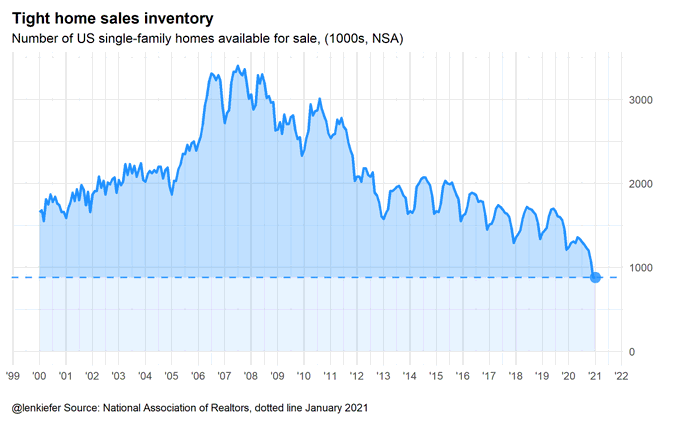 Tight home sales inventory
Number of US single-family homes available for sale, (1000s, NSA)
3000
2000
1000
0
'99 '00 '01 '02 '03 '04 '05 '06 '07 '08 '09 '10 '11 '12 '13 '14 '15 '16 '17 '18 '19 '20 '21 '22
@lenkiefer Source: National Association of Realtors, dotted line January 2021